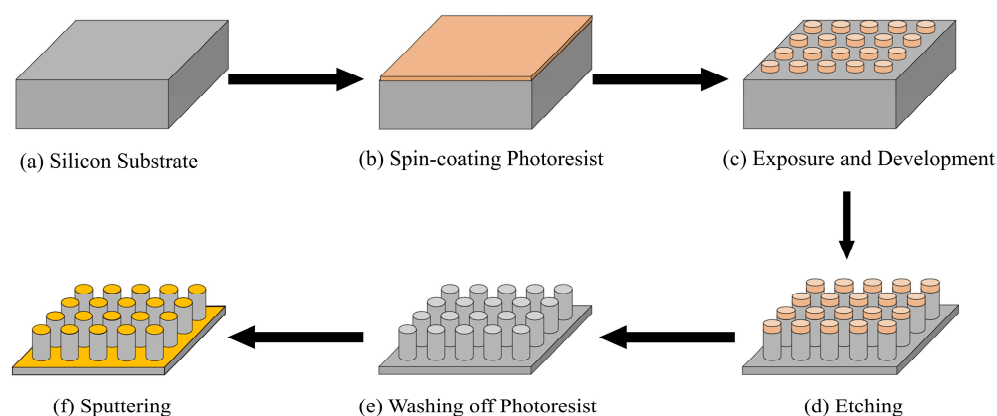 (a) Silicon Substrate
(b) Spin-coating Photoresist
(c) Exposure and Development
(f) Sputtering
(e) Washing off Photoresist
(d) Etching